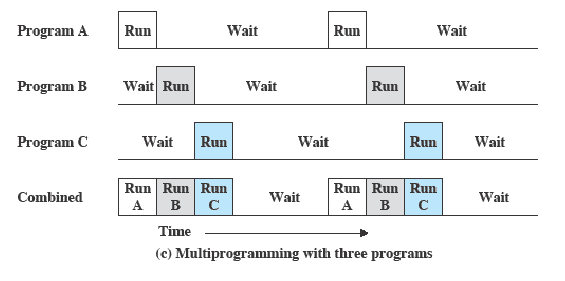 Program A Run Wait Run Wait
Program B Wait Run Wait Run Wait
Program C Wait Run Wait Run Wait
Combined Run A Run B Run C Wait Run A Run B Run C Wait
Time
(c) Multiprogramming with three programs